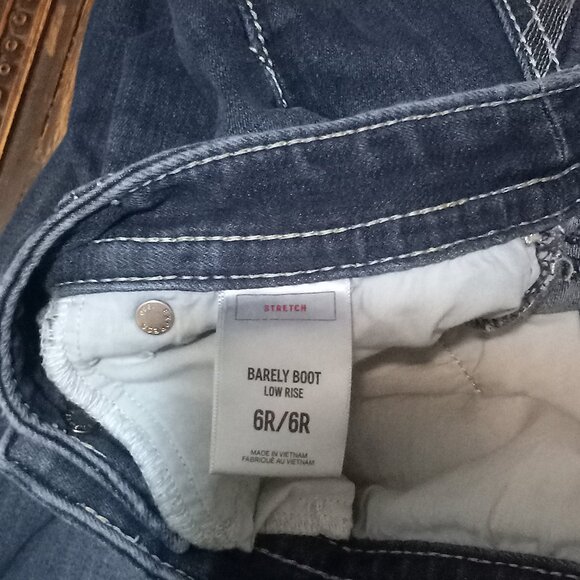 STRETCH
BARELY BOOT
LOW RISE
6R/6R
MADE IN VIETNAM
FABRIQUÉ AU VIETNAM